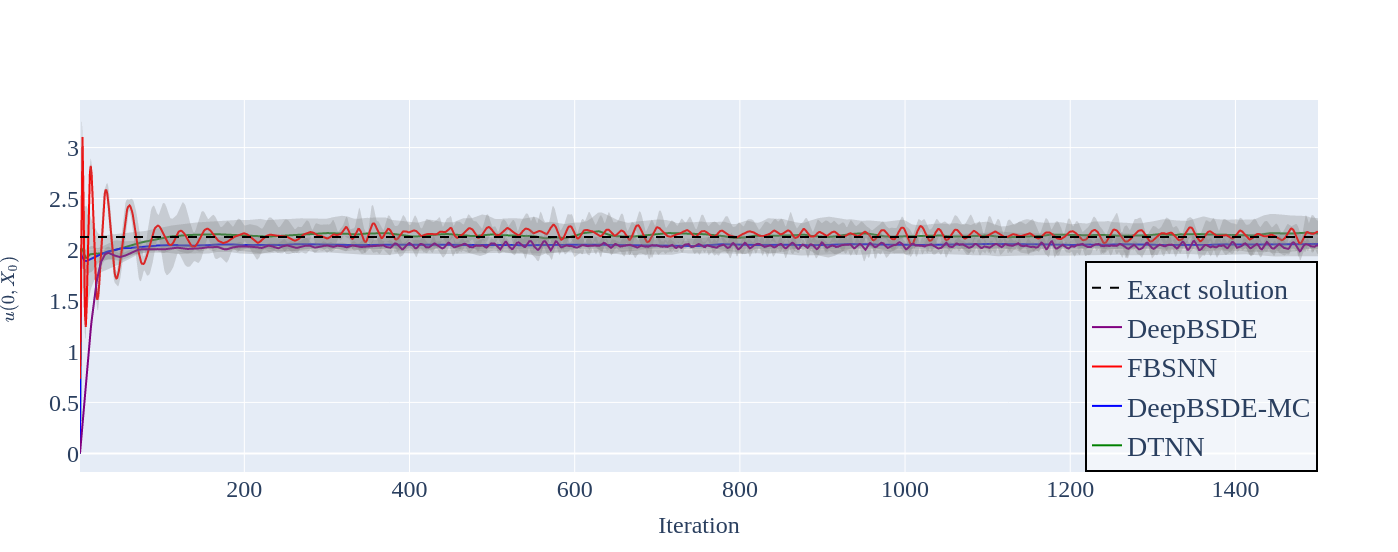 3
2.5
2
1.5
1
0.5
0
u(0, X₀)
200
400
600
800
1000
1200
1400
Iteration
Exact solution
DeepBSDE
FBSNN
DeepBSDE-MC
DTNN